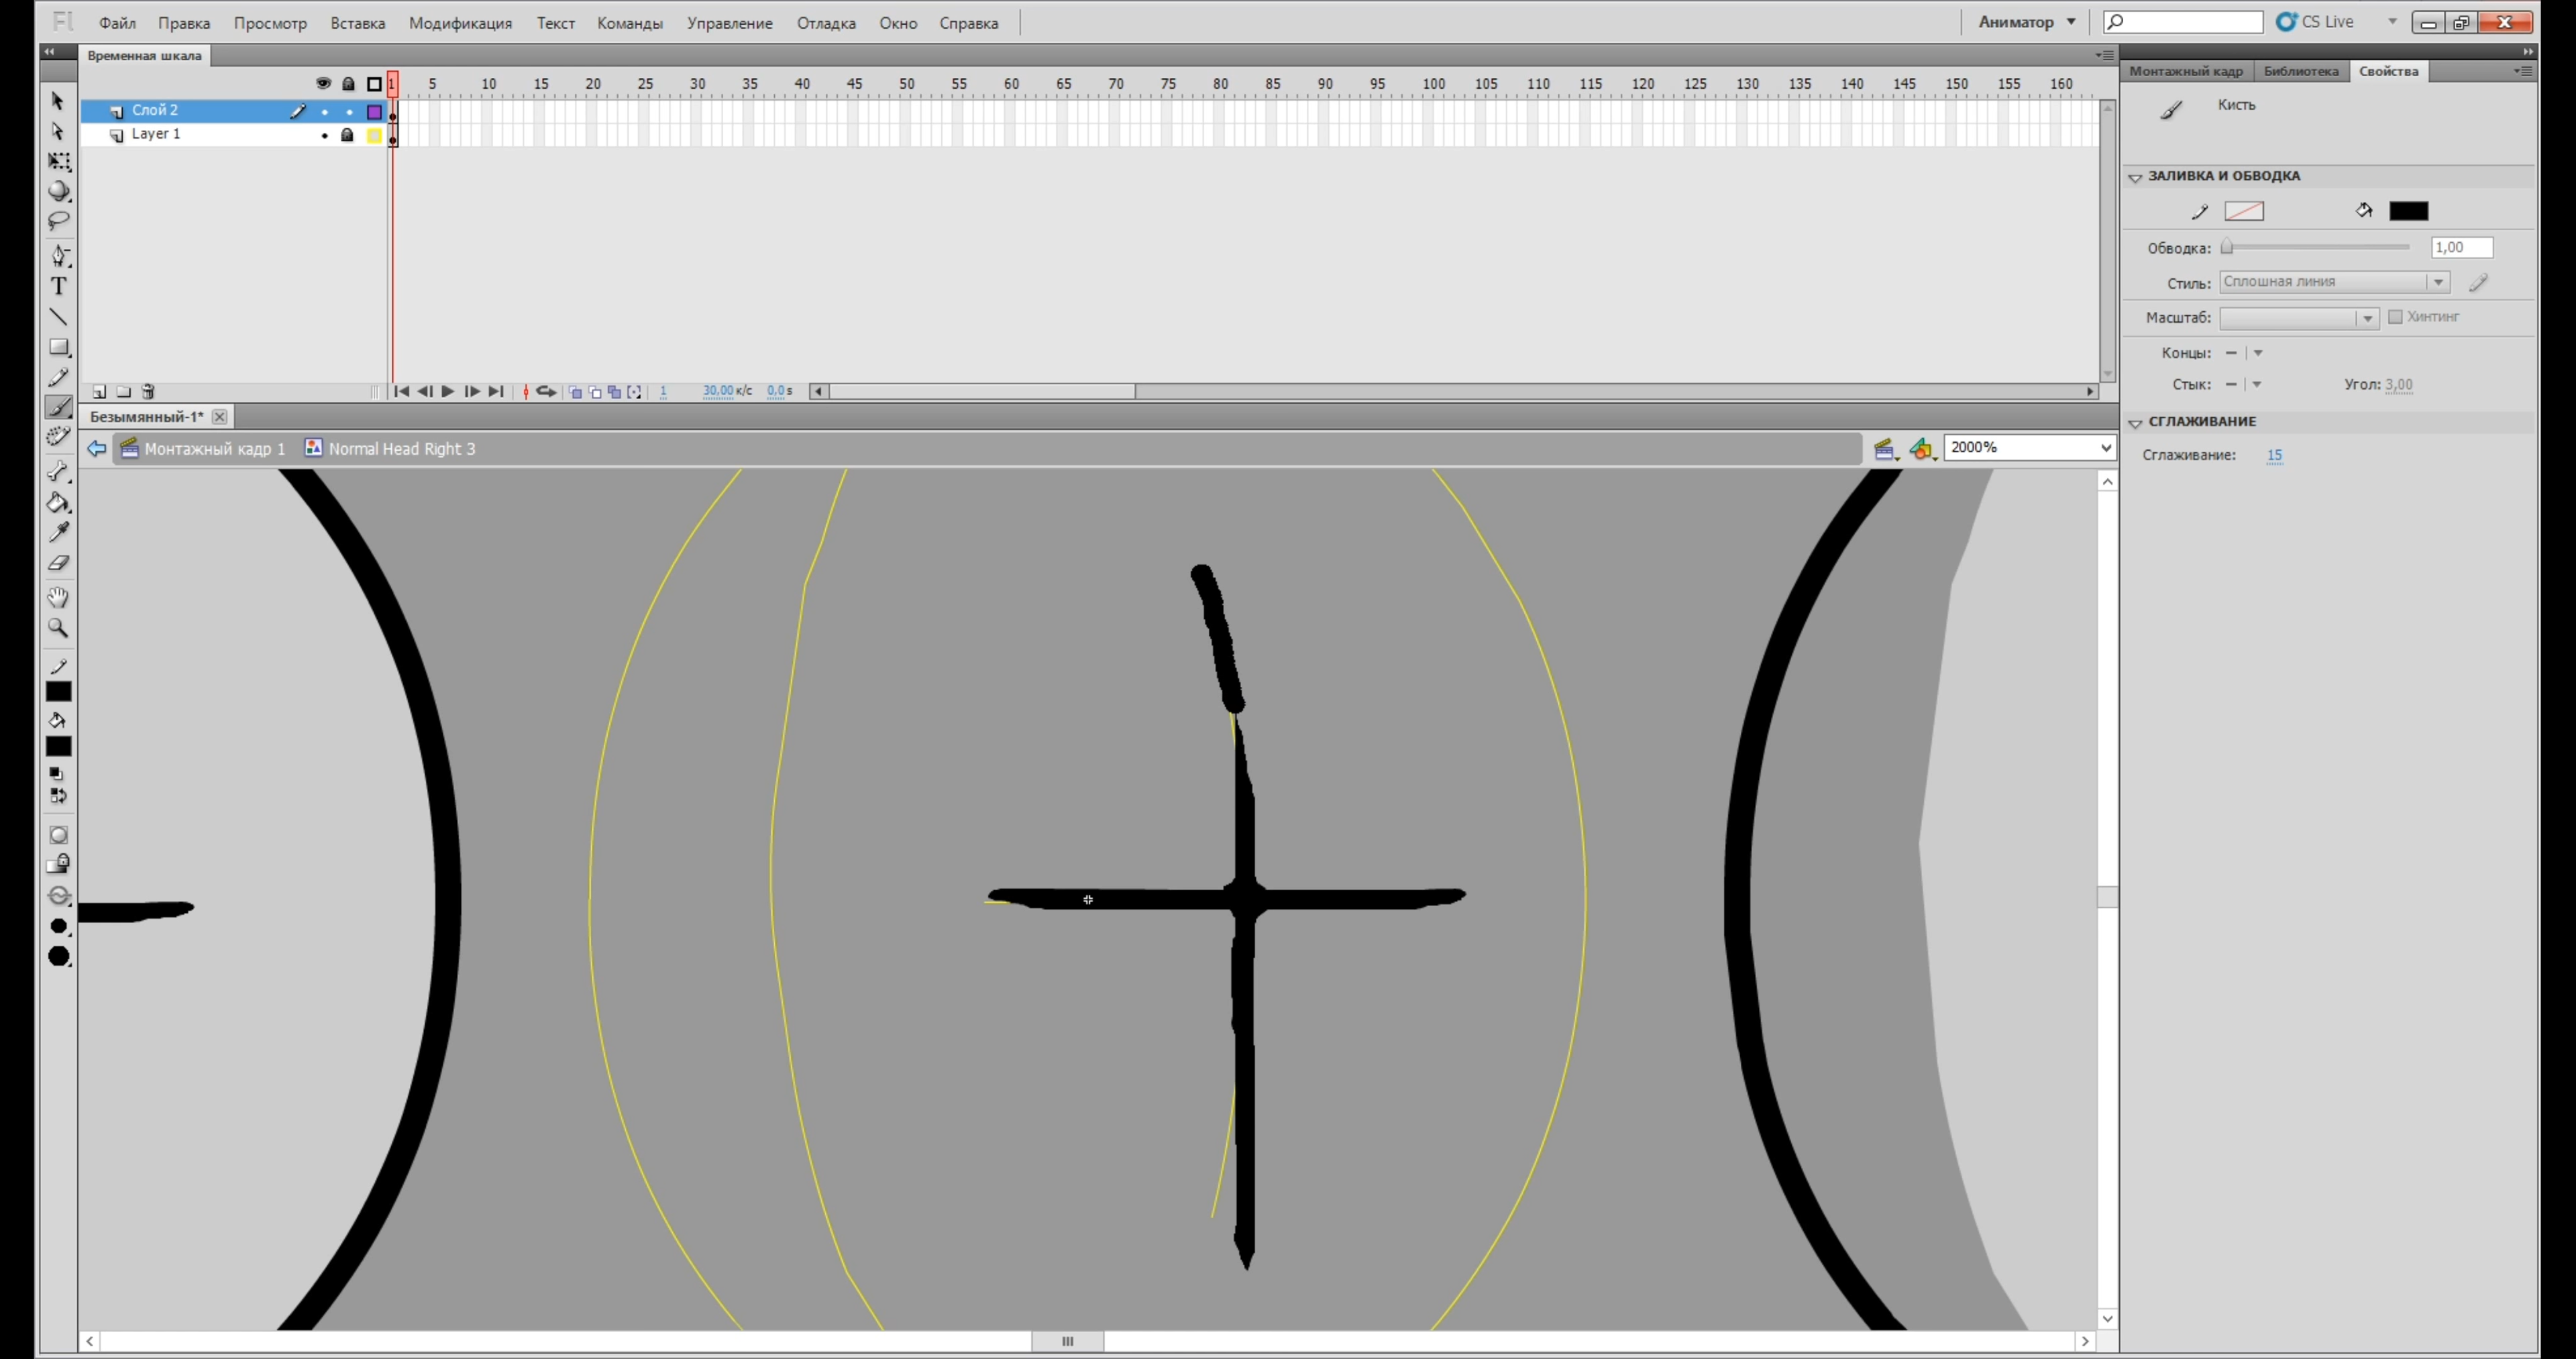 Fl Файл Правка Просмотр Вставка Модификация Текст Команды Управление Отладка Окно Справка Аниматор CS Live
Временная шкала
1 5 10 15 20 25 30 35 40 45 50 55 60 65 70 75 80 85 90 95 100 105 110 115 120 125 130 135 140 145 150 155 160
Слой 2
Layer 1
1 30,00 к/с 0,0 s
Безымянный-1*
Монтажный кадр 1 Normal Head Right 3 2000%
Монтажный кадр Библиотека Свойства
Кисть
ЗАЛИВКА И ОБВОДКА
Обводка: 1,00
Стиль: Сплошная линия
Масштаб: Хинтинг
Концы:
Стык: Угол: 3,00
СГЛАЖИВАНИЕ
Сглаживание: 15